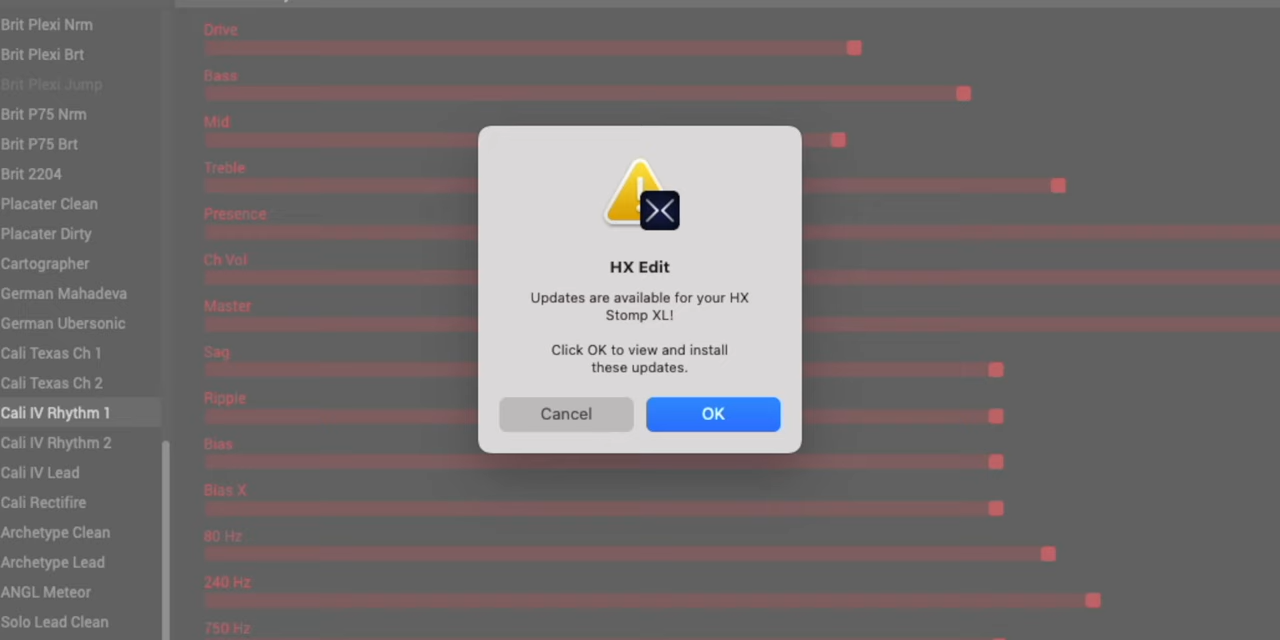 Brit Plexi Nrm
Brit Plexi Brt
Brit Plexi Jump
Brit P75 Nrm
Brit P75 Brt
Brit 2204
Placater Clean
Placater Dirty
Cartographer
German Mahadeva
German Ubersonic
Cali Texas Ch 1
Cali Texas Ch 2
Cali IV Rhythm 1
Cali IV Rhythm 2
Cali IV Lead
Cali Rectifire
Archetype Clean
Archetype Lead
ANGL Meteor
Solo Lead Clean
Drive
Bass
Mid
Treble
Presence
Ch Vol
Master
Sag
Ripple
Bias
Bias X
80 Hz
240 Hz
750 Hz
HX Edit
Updates are available for your HX
Stomp XL!
Click OK to view and install
these updates.
Cancel
OK